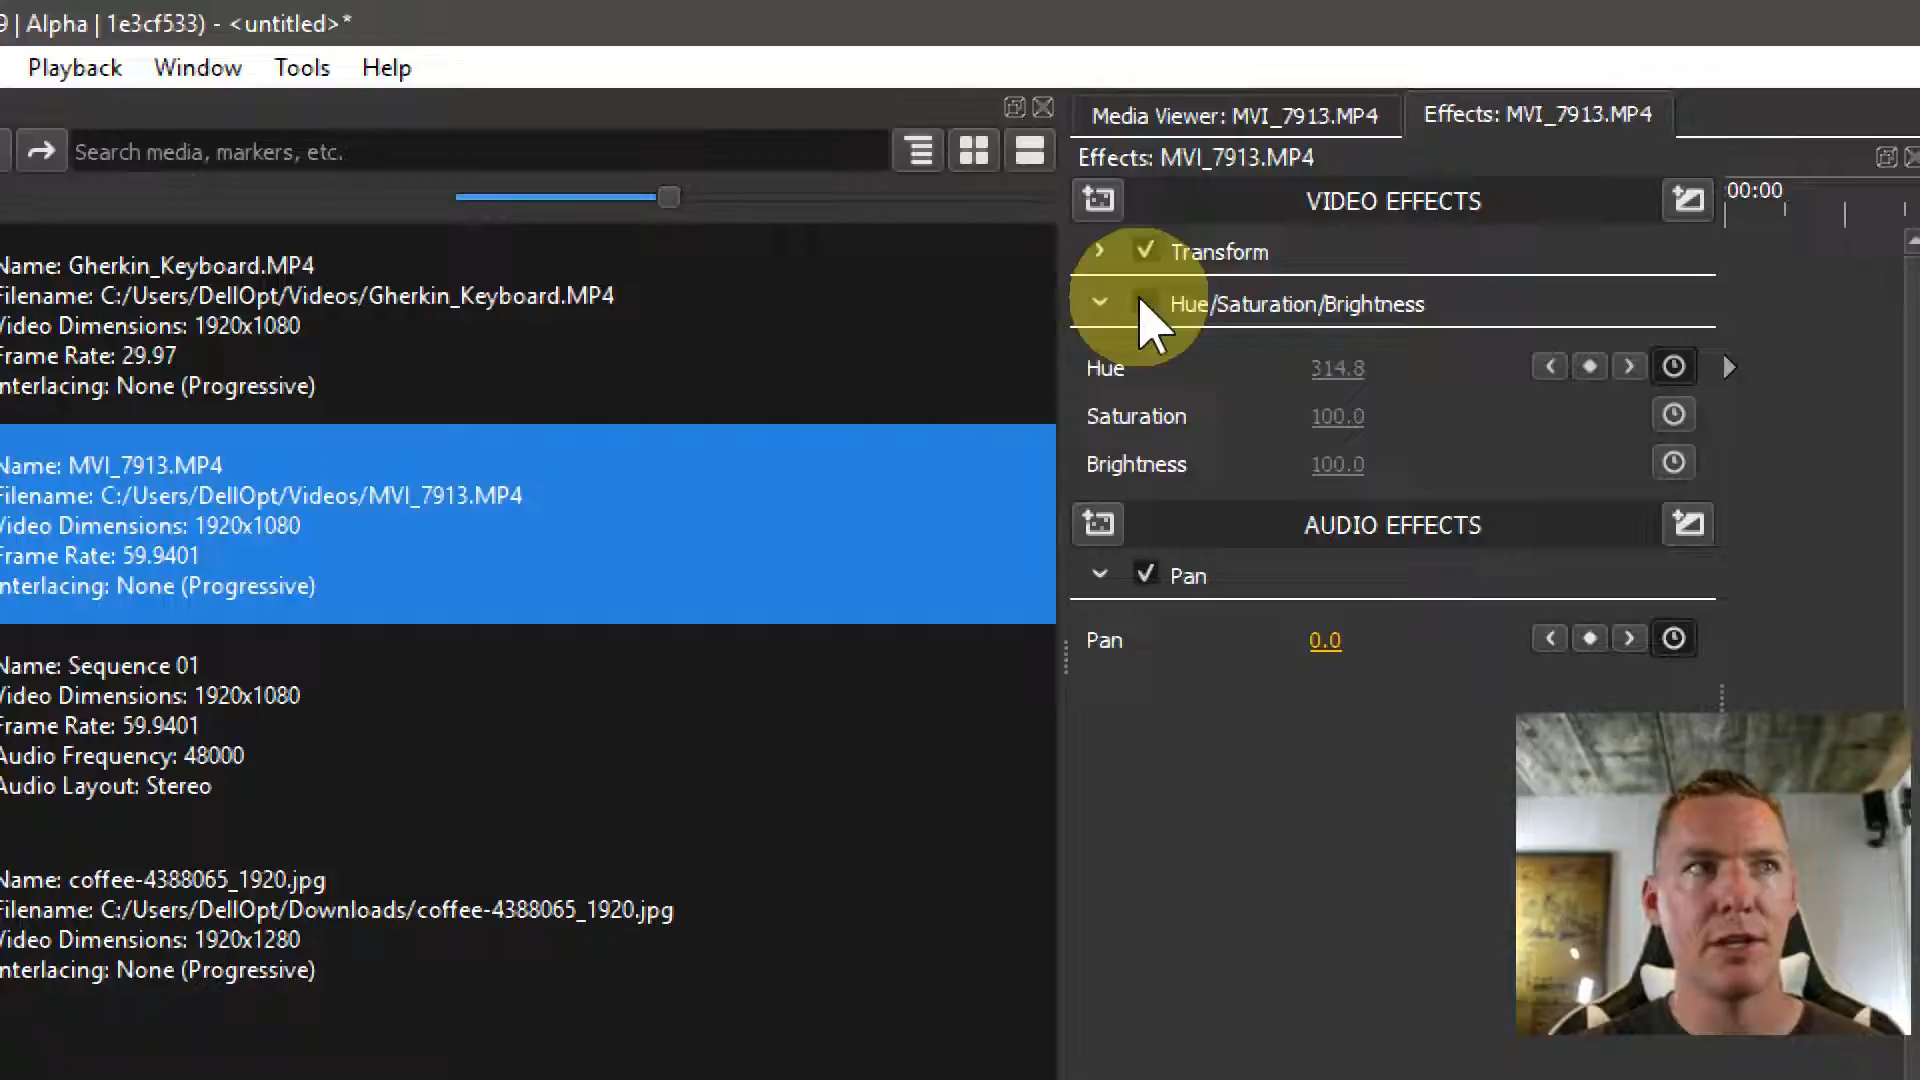 9 | Alpha | 1e3cf533) - <untitled>*
Playback Window Tools Help
Search media, markers, etc.
Media Viewer: MVI_7913.MP4
Effects: MVI_7913.MP4
Effects: MVI_7913.MP4
VIDEO EFFECTS
00:00
Transform
Hue/Saturation/Brightness
Hue 314.8
Saturation 100.0
Brightness 100.0
AUDIO EFFECTS
Pan
Pan 0.0
Name: Gherkin_Keyboard.MP4
Filename: C:/Users/DellOpt/Videos/Gherkin_Keyboard.MP4
Video Dimensions: 1920x1080
Frame Rate: 29.97
nterlacing: None (Progressive)
Name: MVI_7913.MP4
Filename: C:/Users/DellOpt/Videos/MVI_7913.MP4
Video Dimensions: 1920x1080
Frame Rate: 59.9401
nterlacing: None (Progressive)
Name: Sequence 01
Video Dimensions: 1920x1080
Frame Rate: 59.9401
Audio Frequency: 48000
Audio Layout: Stereo
Name: coffee-4388065_1920.jpg
Filename: C:/Users/DellOpt/Downloads/coffee-4388065_1920.jpg
Video Dimensions: 1920x1280
nterlacing: None (Progressive)